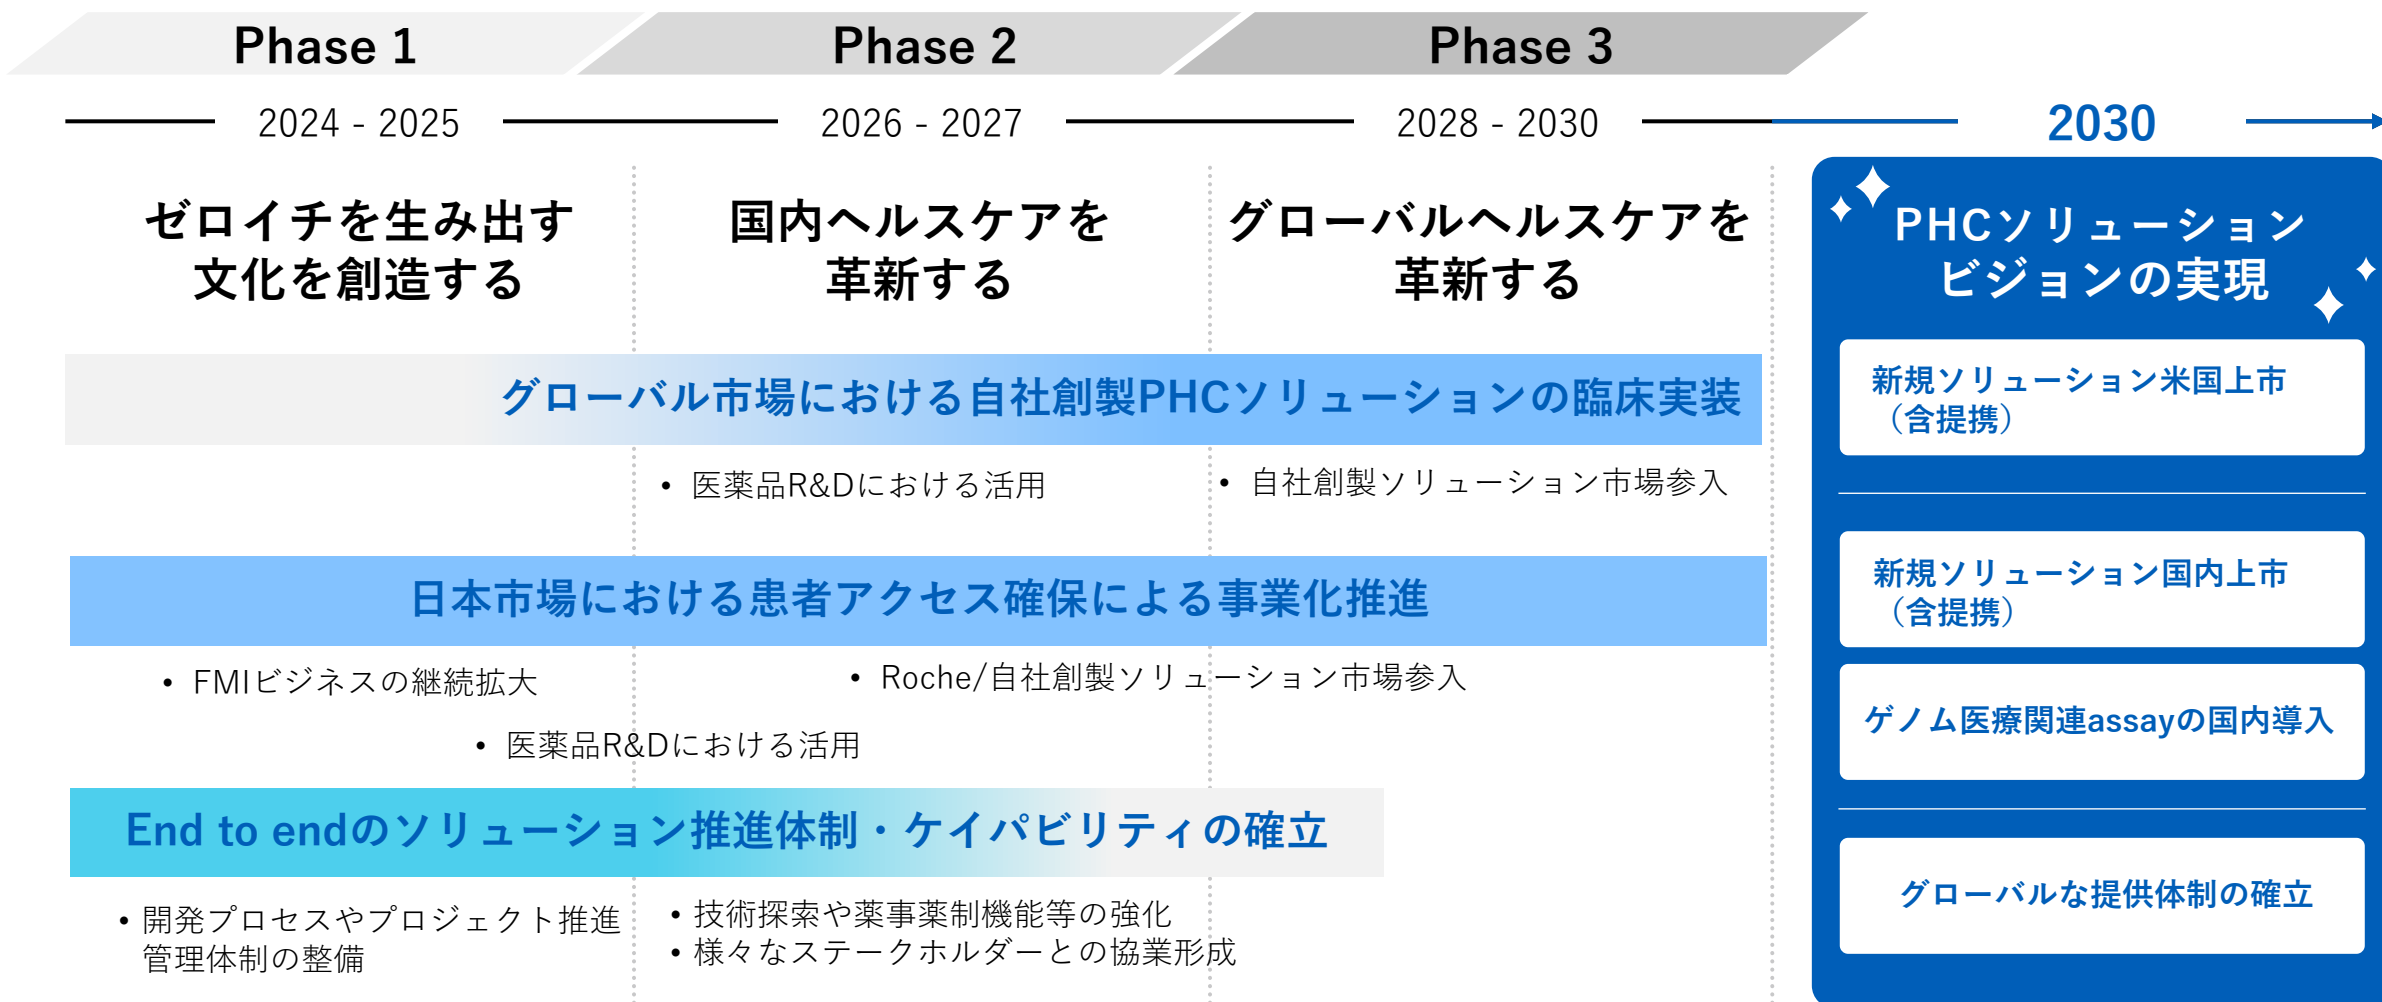 Phase 1
Phase 2
Phase 3
2024 - 2025
2026 - 2027
2028 - 2030
2030
ゼロイチを生み出す
文化を創造する
国内ヘルスケアを
革新する
グローバルヘルスケアを
革新する
PHCソリューション
ビジョンの実現
グローバル市場における自社創製PHCソリューションの臨床実装
• 医薬品R&Dにおける活用
• 自社創製ソリューション市場参入
新規ソリューション米国上市
（含提携）
日本市場における患者アクセス確保による事業化推進
• FMIビジネスの継続拡大
• Roche/自社創製ソリューション市場参入
• 医薬品R&Dにおける活用
新規ソリューション国内上市
（含提携）
ゲノム医療関連assayの国内導入
End to endのソリューション推進体制・ケイパビリティの確立
• 開発プロセスやプロジェクト推進
管理体制の整備
• 技術探索や薬事薬制機能等の強化
• 様々なステークホルダーとの協業形成
グローバルな提供体制の確立